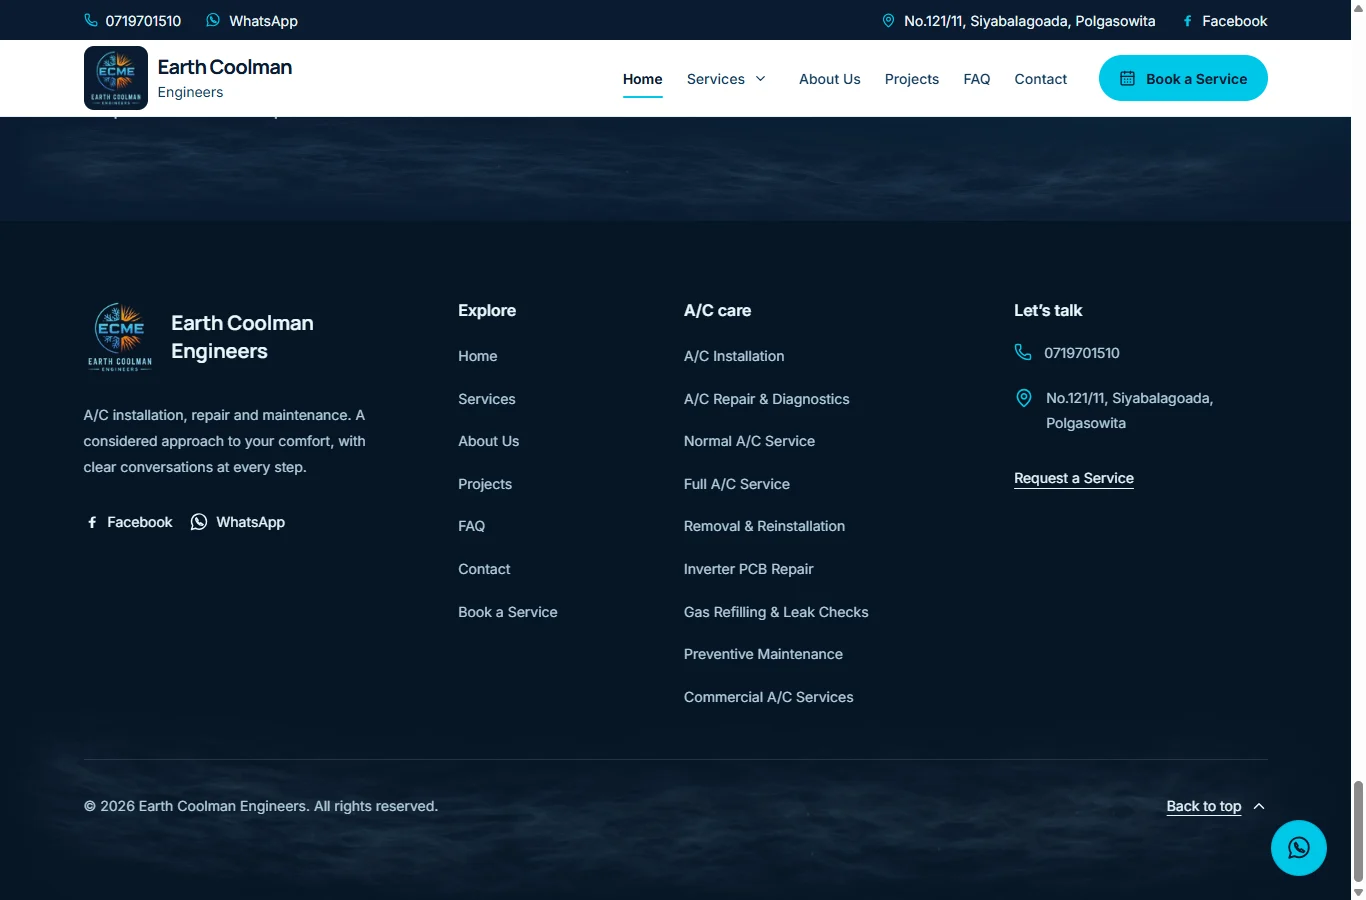 0719701510
WhatsApp
No.121/11, Siyabalagoada, Polgasowita
Facebook
ECME
EARTH COOLMAN
ENGINEERS
Earth Coolman
Engineers
Home
Services
About Us
Projects
FAQ
Contact
Book a Service
ECME
EARTH COOLMAN
ENGINEERS
Earth Coolman
Engineers
A/C installation, repair and maintenance. A
considered approach to your comfort, with
clear conversations at every step.
Facebook
WhatsApp
Explore
Home
Services
About Us
Projects
FAQ
Contact
Book a Service
A/C care
A/C Installation
A/C Repair & Diagnostics
Normal A/C Service
Full A/C Service
Removal & Reinstallation
Inverter PCB Repair
Gas Refilling & Leak Checks
Preventive Maintenance
Commercial A/C Services
Let’s talk
0719701510
No.121/11, Siyabalagoada,
Polgasowita
Request a Service
© 2026 Earth Coolman Engineers. All rights reserved.
Back to top